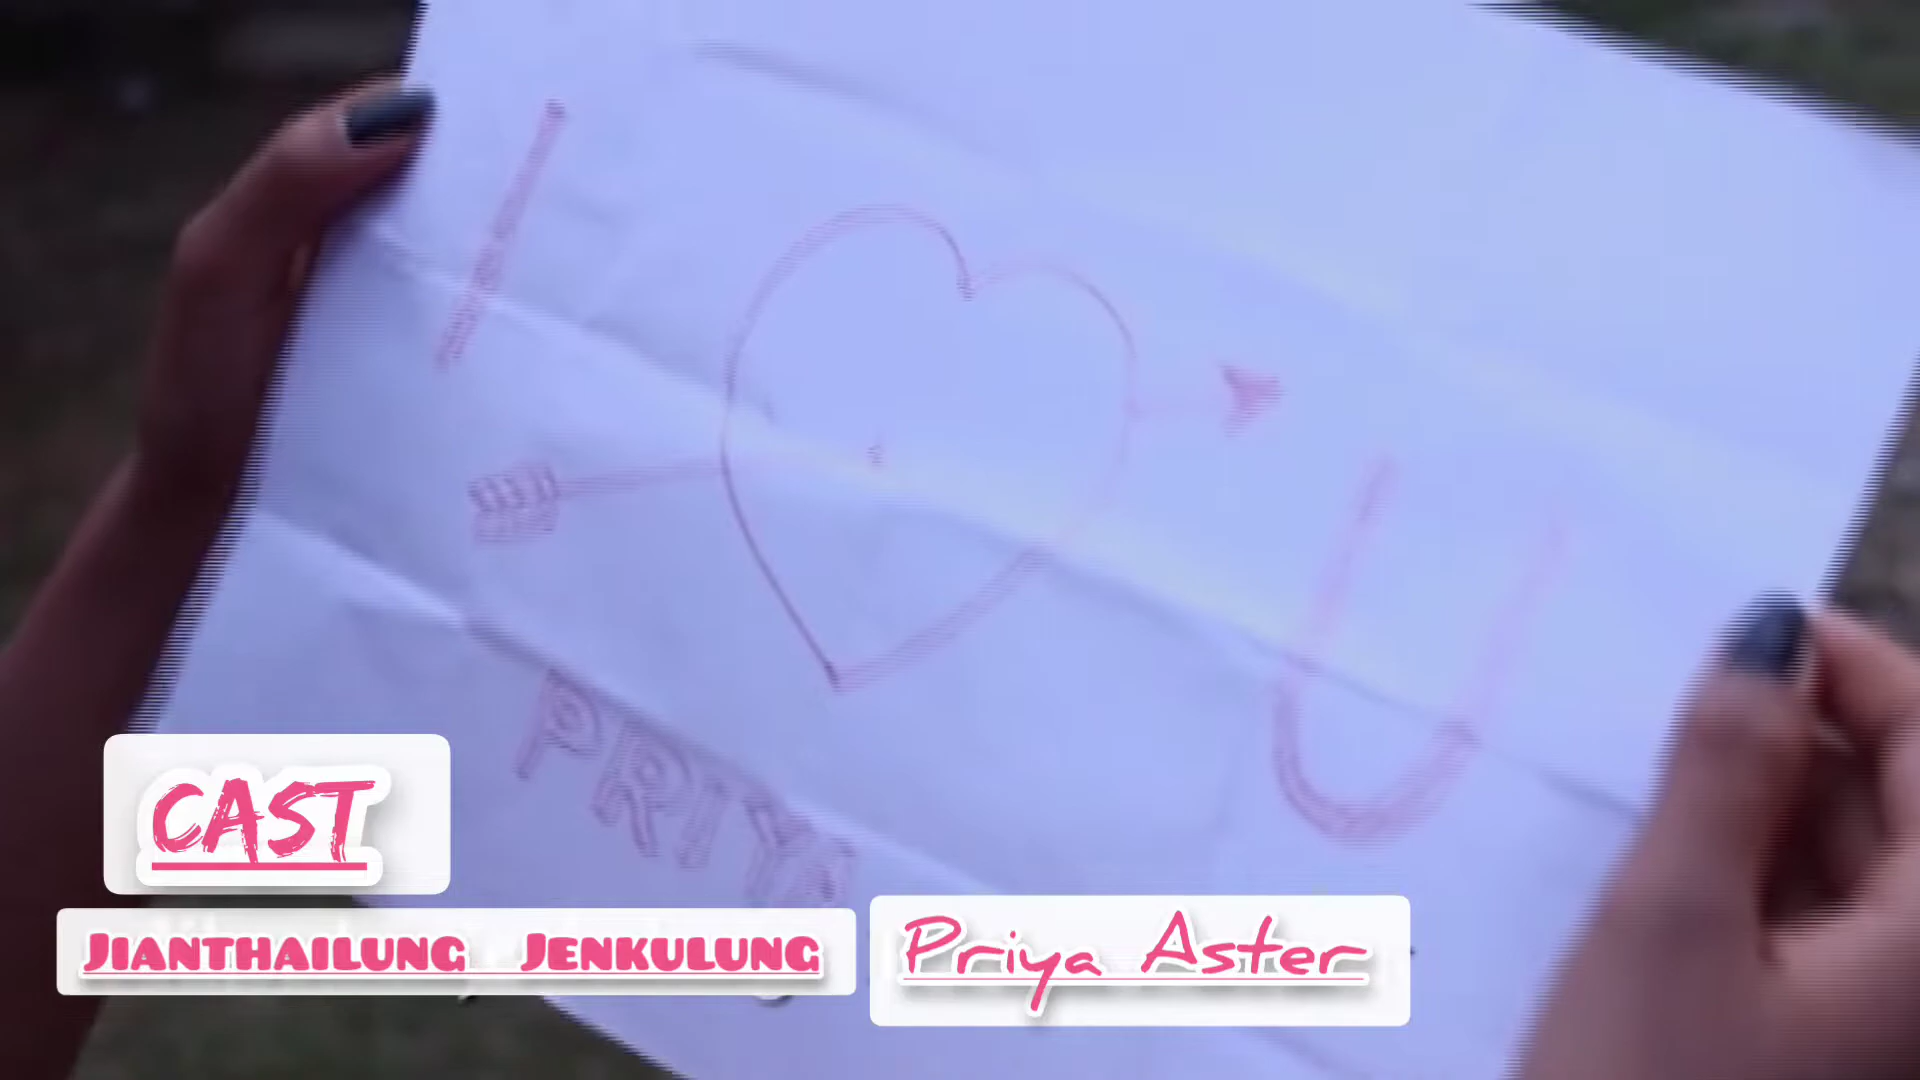 I U
PRIYA
CAST
JIANTHAILUNG JENKULUNG
Priya Aster